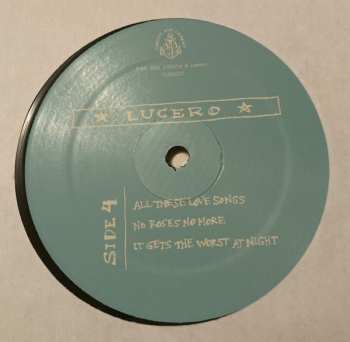 ★ LUCERO ★
SIDE 4
ALL THESE LOVE SONGS
NO ROSES NO MORE
IT GETS THE WORST AT NIGHT